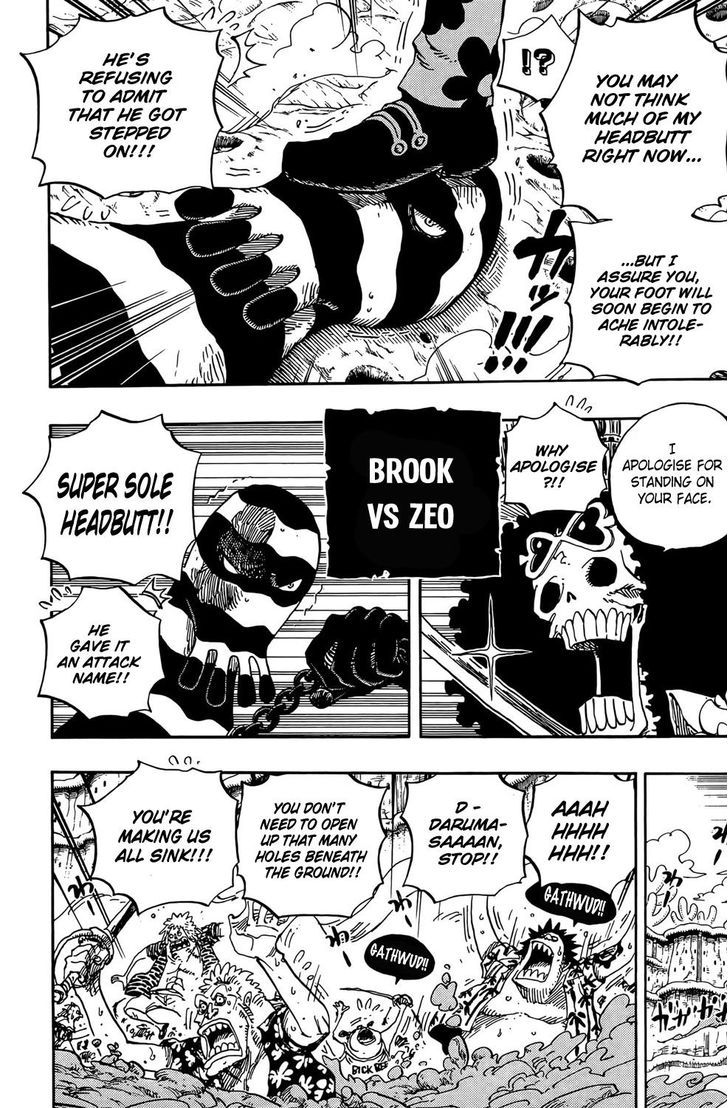 !?
YOU MAY
NOT THINK
MUCH OF MY
HEADBUTT
RIGHT NOW...
...BUT I
ASSURE YOU,
YOUR FOOT WILL
SOON BEGIN TO
ACHE INTOLE-
RABLY!!
HE'S
REFUSING
TO ADMIT
THAT HE GOT
STEPPED
ON!!!
ガッ!!!
I
APOLOGISE FOR
STANDING ON
YOUR FACE.
WHY
APOLOGISE
?!!
BROOK
VS ZEO
SUPER SOLE
HEADBUTT!!
HE
GAVE IT
AN ATTACK
NAME!!
AAAH
HHHH
HHH!!
D -
DARUMA-
SAAAAN,
STOP!!
YOU DON'T
NEED TO OPEN
UP THAT MANY
HOLES BENEATH
THE GROUND!!
YOU'RE
MAKING US
ALL SINK!!!
GATHWUD!!
GATHWUD!!